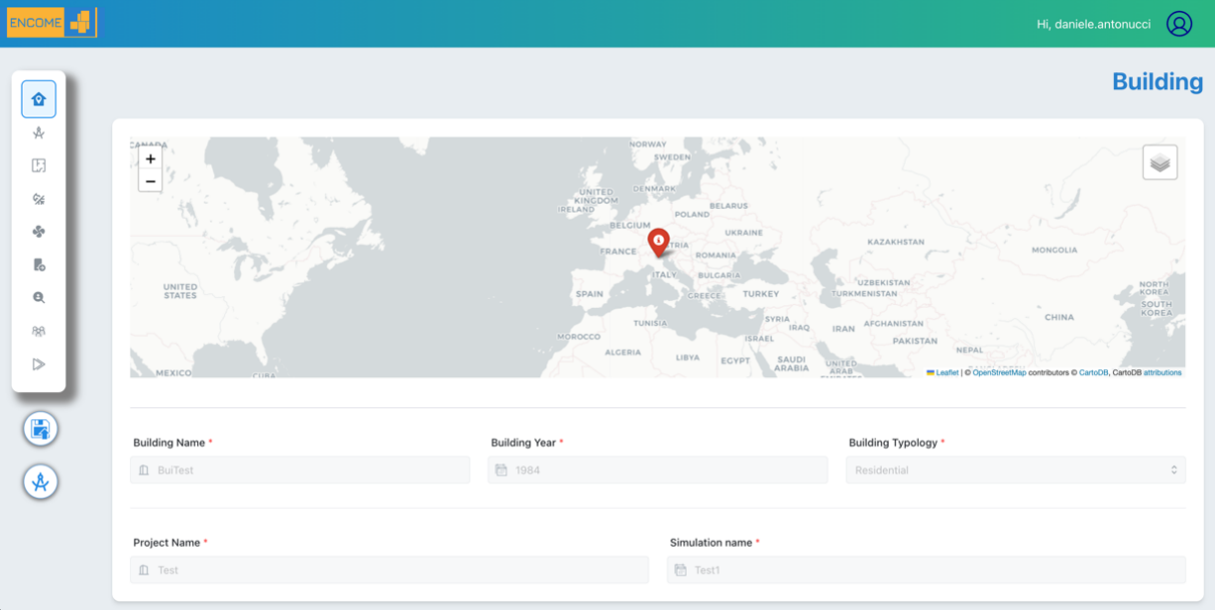 ENCOME
Hi, daniele.antonucci
Building
CANADA
NORWAY
SWEDEN
UNITED
KINGDOM
DENMARK
IRELAND
BELARUS
POLAND
BELGIUM
UKRAINE
FRANCE
TRIA
KAZAKHSTAN
MONGOLIA
ROMANIA
ITALY
BULGARIA
UNITED
STATES
SPAIN
GREECE
TURKEY
UZBEKISTAN
TURKMENISTAN
NORTH
KOREA
SOUTH
KOREA
CHINA
TUNISIA
SYRIA
IRAQ
IRAN
AFGHANISTAN
MOROCCO
ISRAEL
PAKISTAN
ALGERIA
LIBYA
EGYPT
SAUDI
ARABIA
UNITED
ARAB
NEPAL
MEXICO
CUBA
+
−
Leaflet | © OpenStreetMap contributors © CartoDB, CartoDB attributions
Building Name *
Building Year *
Building Typology *
BuiTest
1984
Residential
Project Name *
Simulation name *
Test
Test1